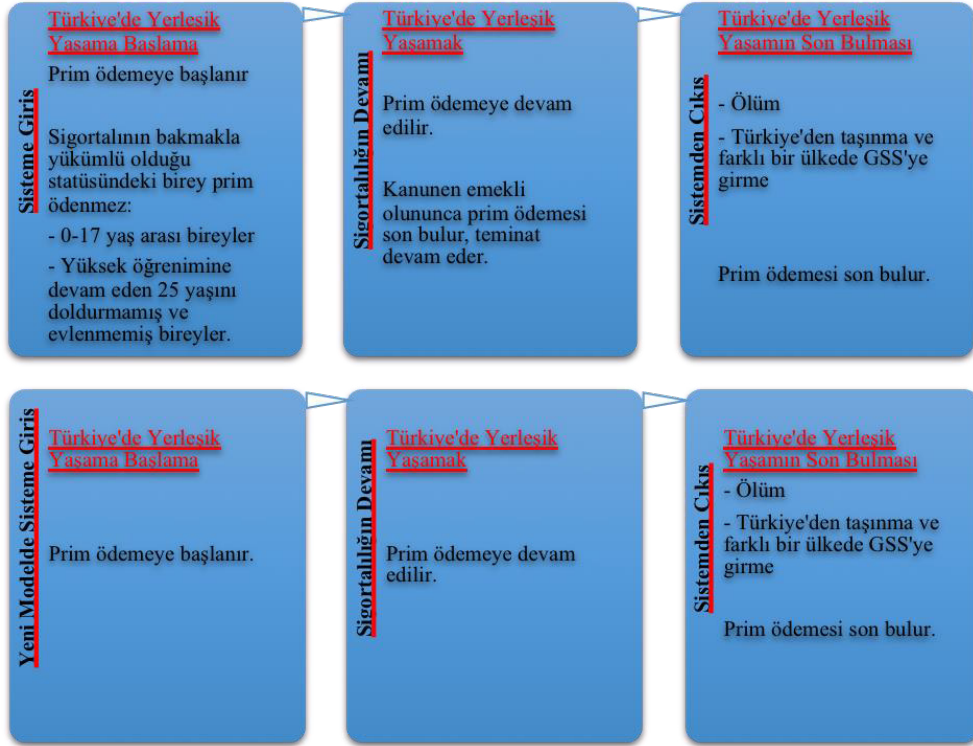 Sisteme Giris
Türkiye'de Yerleşik
Yaşama Başlama
Prim ödemeye başlanır
Sigortalının bakmakla
yükümlü olduğu
statüsündeki birey prim
ödenmez:
- 0-17 yaş arası bireyler
- Yüksek öğrenimine
devam eden 25 yaşını
doldurmamış ve
evlenmemiş bireyler.
Sigortalılığın Devamı
Türkiye'de Yerleşik
Yaşamak
Prim ödemeye devam
edilir.
Kanunen emekli
olununca prim ödemesi
son bulur, teminat
devam eder.
Sistemden Çıkıs
Türkiye'de Yerleşik
Yaşamın Son Bulması
- Ölüm
- Türkiye'den taşınma ve
farklı bir ülkede GSS'ye
girme
Prim ödemesi son bulur.
Yeni Modelde Sisteme Giris
Türkiye'de Yerleşik
Yaşama Başlama
Prim ödemeye başlanır.
Sigortalılığın Devamı
Türkiye'de Yerleşik
Yaşamak
Prim ödemeye devam
edilir.
Sistemden Çıkıs
Türkiye'de Yerleşik
Yaşamın Son Bulması
- Ölüm
- Türkiye'den taşınma ve
farklı bir ülkede GSS'ye
girme
Prim ödemesi son bulur.